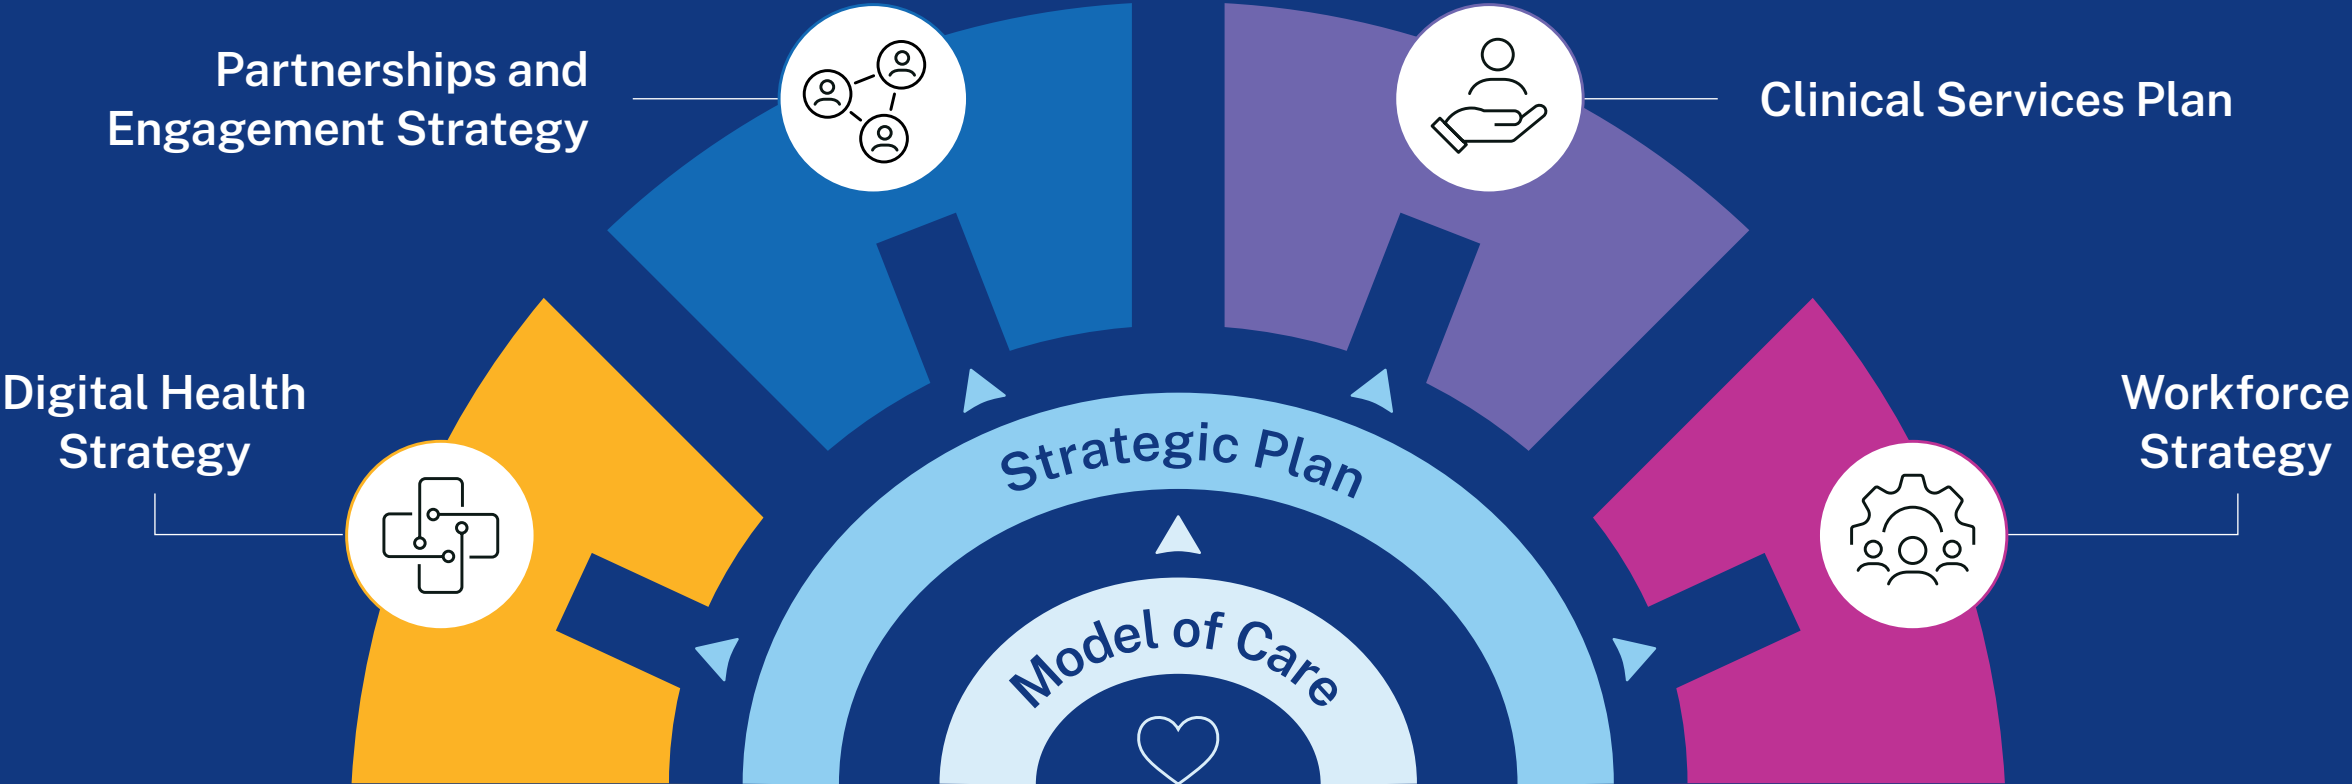 Partnerships and
Engagement Strategy
Clinical Services Plan
Digital Health
Strategy
Workforce
Strategy
Strategic Plan
Model of Care